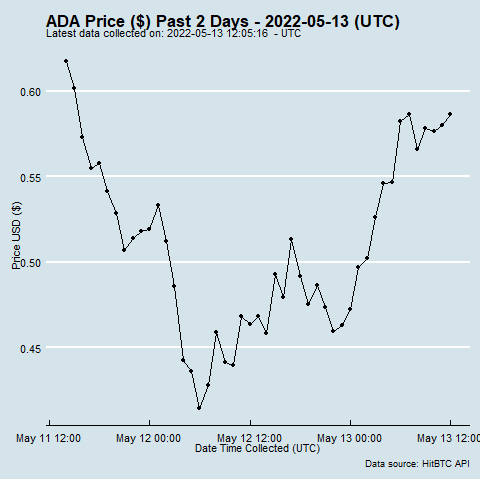 ADA Price ($) Past 2 Days - 2022-05-13 (UTC)
Latest data collected on: 2022-05-13 12:05:16  - UTC
0.60
0.55
0.50
0.45
Price USD ($)
May 11 12:00
May 12 00:00
May 12 12:00
May 13 00:00
May 13 12:00
Date Time Collected (UTC)
Data source: HitBTC API